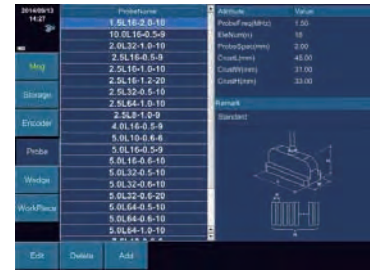 2014/09/13
14:27
Msg
Storage
Encoder
Probe
Wedge
WorkPiece
Edit
Delete
Add
ProbeName
1.5L16-2.0-10
10.0L16-0.5-9
2.0L32-1.0-10
2.5L16-0.5-9
2.5L16-1.0-10
2.5L16-1.2-20
2.5L32-0.5-10
2.5L64-1.0-10
2.5L8-1.0-9
4.0L16-0.5-9
5.0L10-0.6-6
5.0L16-0.5-9
5.0L16-0.6-10
5.0L32-0.5-10
5.0L32-0.6-10
5.0L32-0.6-20
5.0L64-0.5-10
5.0L64-0.6-10
5.0L64-1.0-10
Attribute Value
ProbeFreq(MHz) 1.50
EleNum(n) 16
ProbeSpac(mm) 2.00
CrustL(mm) 45.00
CrustW(mm) 31.00
CrustH(mm) 33.00
Remark
Standard